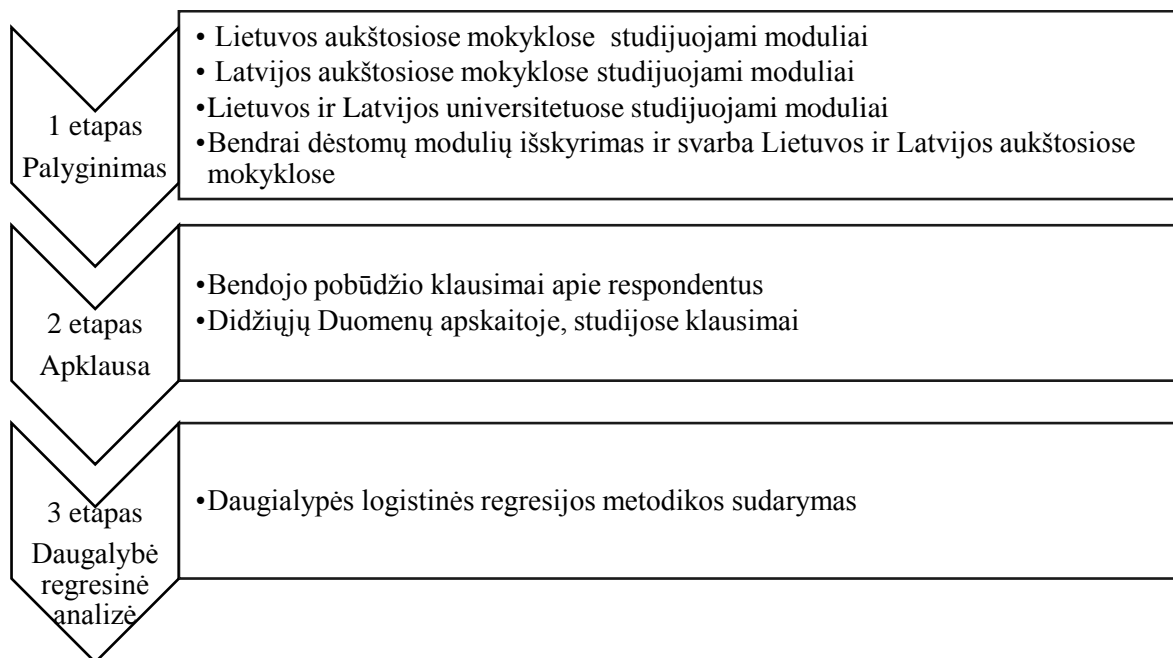 1 etapas
Palyginimas
• Lietuvos aukštosiose mokyklose studijuojami moduliai
• Latvijos aukštosiose mokyklose studijuojami moduliai
•Lietuvos ir Latvijos universitetuose studijuojami moduliai
•Bendrai dėstomų modulių išskyrimas ir svarba Lietuvos ir Latvijos aukštosiose
mokyklose
2 etapas
Apklausa
•Bendojo pobūdžio klausimai apie respondentus
•Didžiųjų Duomenų apskaitoje, studijose klausimai
3 etapas
Daugalybė
regresinė
analizė
•Daugialypės logistinės regresijos metodikos sudarymas